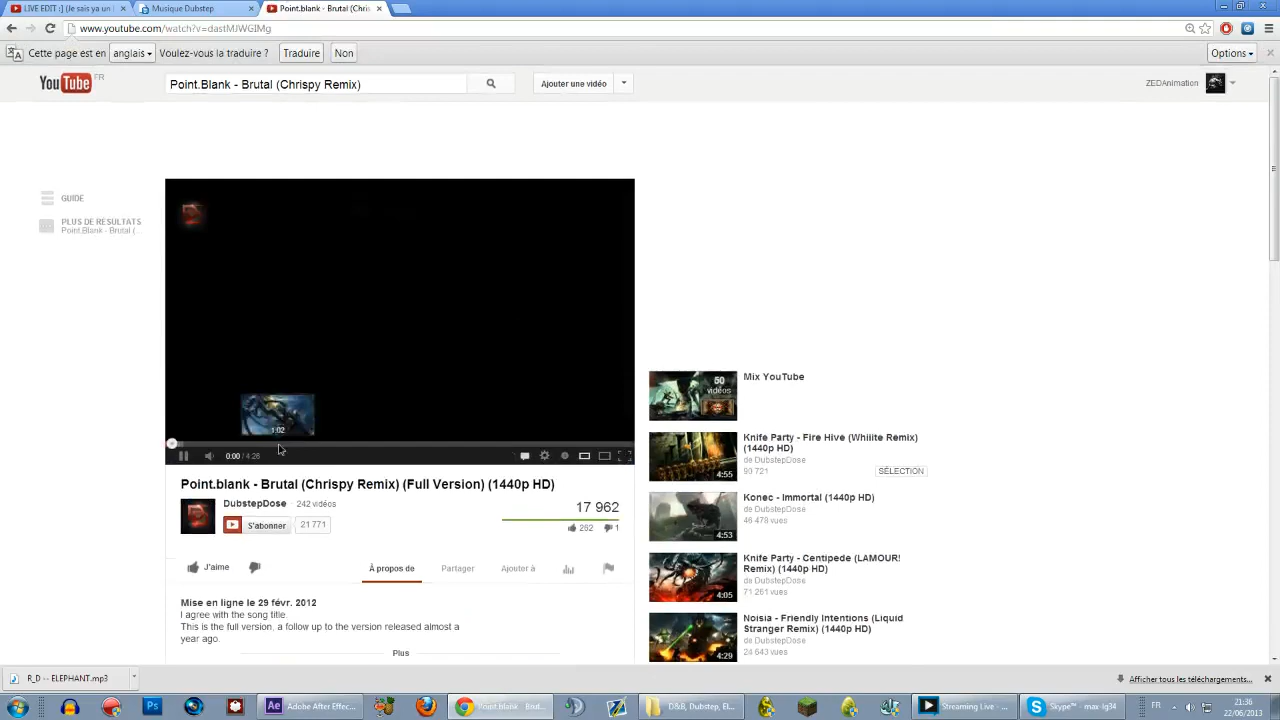 LIVE EDIT :] (Je sais ya un l
Musique Dubstep
Point.blank - Brutal (Chris
www.youtube.com/watch?v=dastMJWGIMg
Cette page est en anglais Voulez-vous la traduire ? Traduire Non Options
YouTube FR
Point.Blank - Brutal (Chrispy Remix)
Ajouter une vidéo
ZEDAnimation
GUIDE
PLUS DE RÉSULTATS
Point.Blank - Brutal (...
1:02
0:00 / 4:26
Point.blank - Brutal (Chrispy Remix) (Full Version) (1440p HD)
DubstepDose · 242 vidéos
S'abonner 21 771
17 962
262 1
J'aime
À propos de Partager Ajouter à
Mise en ligne le 29 févr. 2012
I agree with the song title.
This is the full version, a follow up to the version released almost a
year ago.
Plus
50
vidéos
Mix YouTube
Knife Party - Fire Hive (Whiiite Remix)
(1440p HD)
de DubstepDose
90 721
SÉLECTION
4:55
Konec - Immortal (1440p HD)
de DubstepDose
46 478 vues
4:53
Knife Party - Centipede (LAMOUR!
Remix) (1440p HD)
de DubstepDose
71 261 vues
4:05
Noisia - Friendly Intentions (Liquid
Stranger Remix) (1440p HD)
de DubstepDose
24 643 vues
4:29
R_D -- ELEPHANT.mp3
Afficher tous les téléchargements...
Ps
Ae Adobe After Effec...
Point.blank - Brut...
D&B, Dubstep, El...
Streaming Live - ...
Skype™ - max-lg34
FR
21:36
22/06/2013